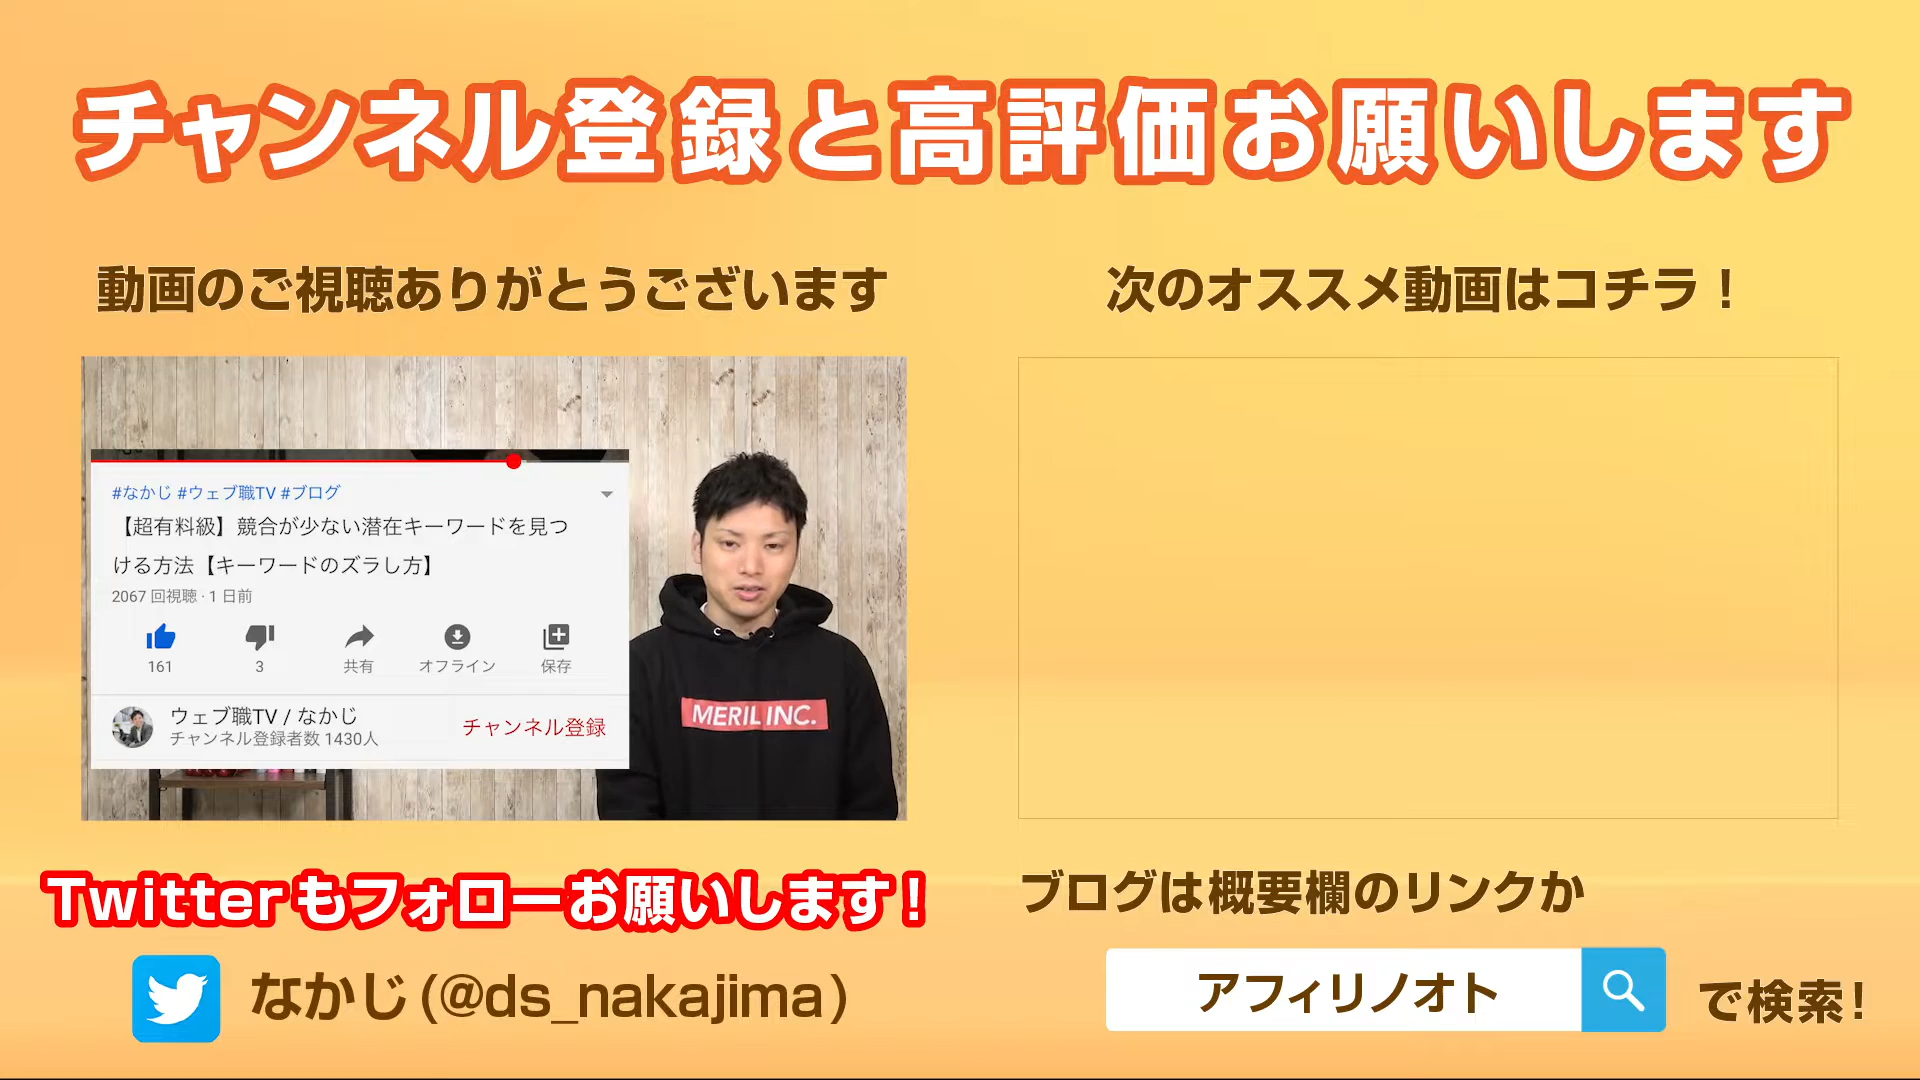 チャンネル登録と高評価お願いします
動画のご視聴ありがとうございます
次のオススメ動画はコチラ！
#なかじ #ウェブ職TV #ブログ
【超有料級】競合が少ない潜在キーワードを見つ
ける方法【キーワードのズラし方】
2067 回視聴 · 1 日前
161
3
共有
オフライン
保存
ウェブ職TV / なかじ
チャンネル登録者数 1430人
チャンネル登録
MERIL INC.
Twitterもフォローお願いします！
なかじ(@ds_nakajima)
ブログは概要欄のリンクか
アフィリノオト
で検索！